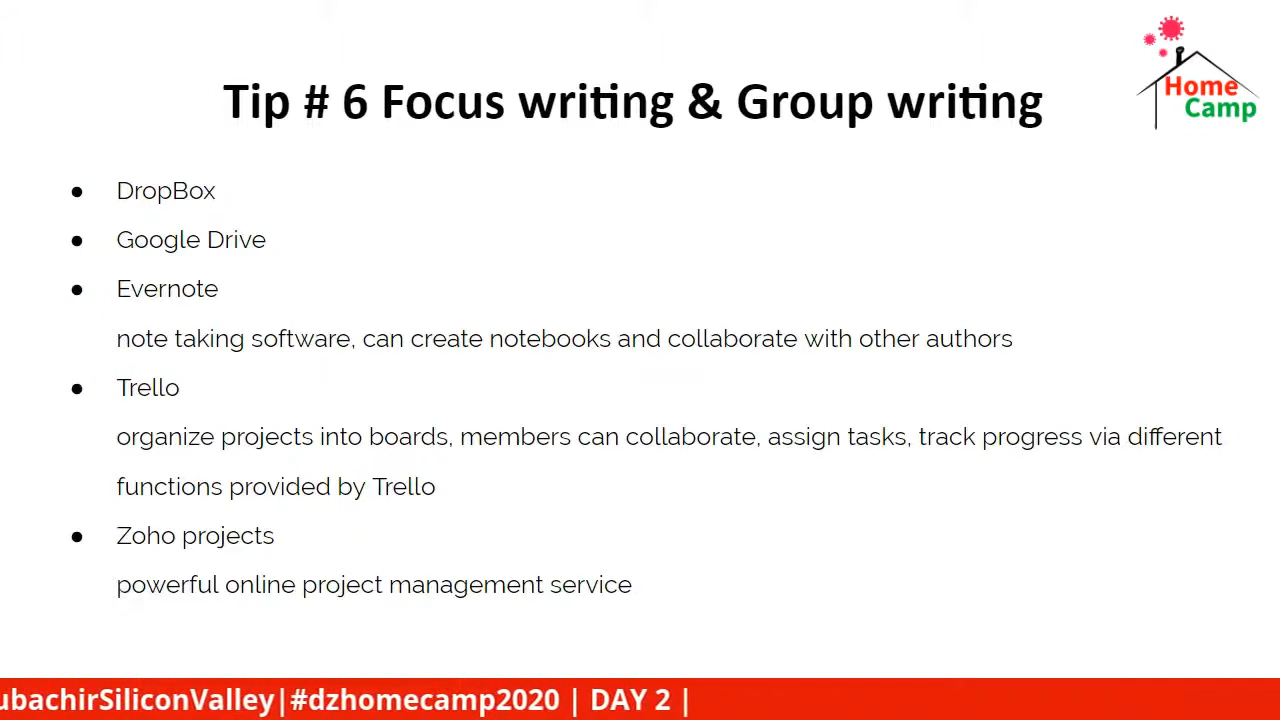 Home
Camp
Tip # 6 Focus writing & Group writing
● DropBox
● Google Drive
● Evernote
note taking software, can create notebooks and collaborate with other authors
● Trello
organize projects into boards, members can collaborate, assign tasks, track progress via different
functions provided by Trello
● Zoho projects
powerful online project management service
ubachirSiliconValley|#dzhomecamp2020 | DAY 2 |